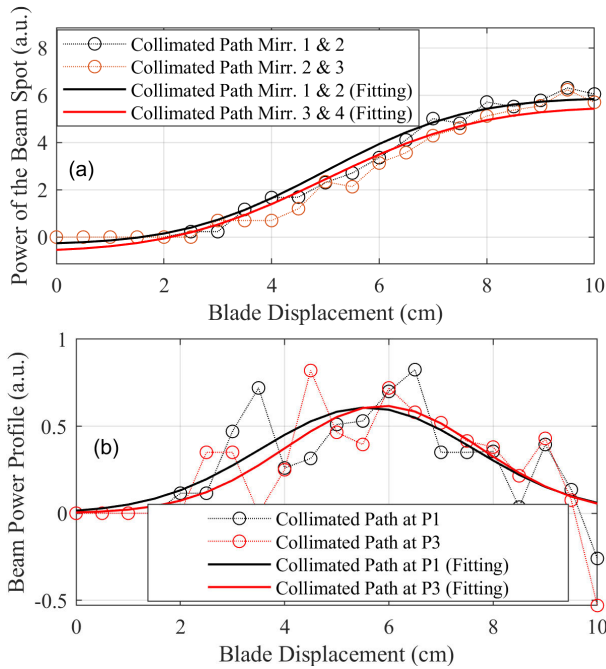 (a)
8
6
4
2
0
Power of the Beam Spot (a.u.)
Collimated Path Mirr. 1 & 2
Collimated Path Mirr. 2 & 3
Collimated Path Mirr. 1 & 2 (Fitting)
Collimated Path Mirr. 3 & 4 (Fitting)
0 2 4 6 8 10
Blade Displacement (cm)
1
0.5
0
-0.5
Beam Power Profile (a.u.)
(b)
Collimated Path at P1
Collimated Path at P3
Collimated Path at P1 (Fitting)
Collimated Path at P3 (Fitting)
0 2 4 6 8 10
Blade Displacement (cm)